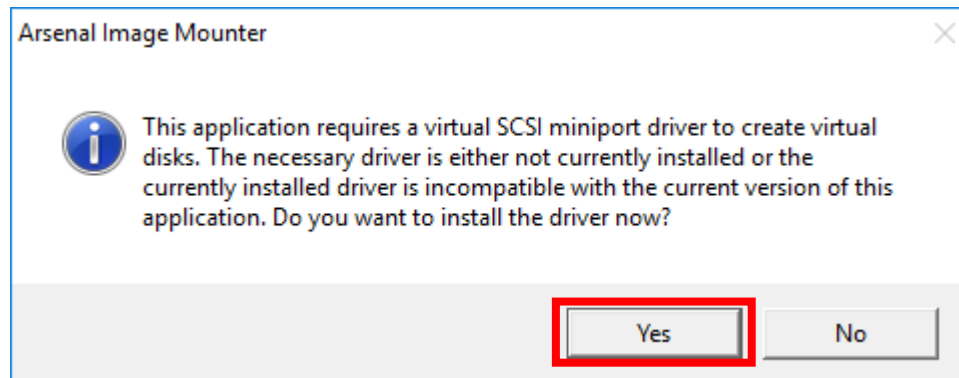 Arsenal Image Mounter
This application requires a virtual SCSI miniport driver to create virtual
disks. The necessary driver is either not currently installed or the
currently installed driver is incompatible with the current version of this
application. Do you want to install the driver now?
Yes
No